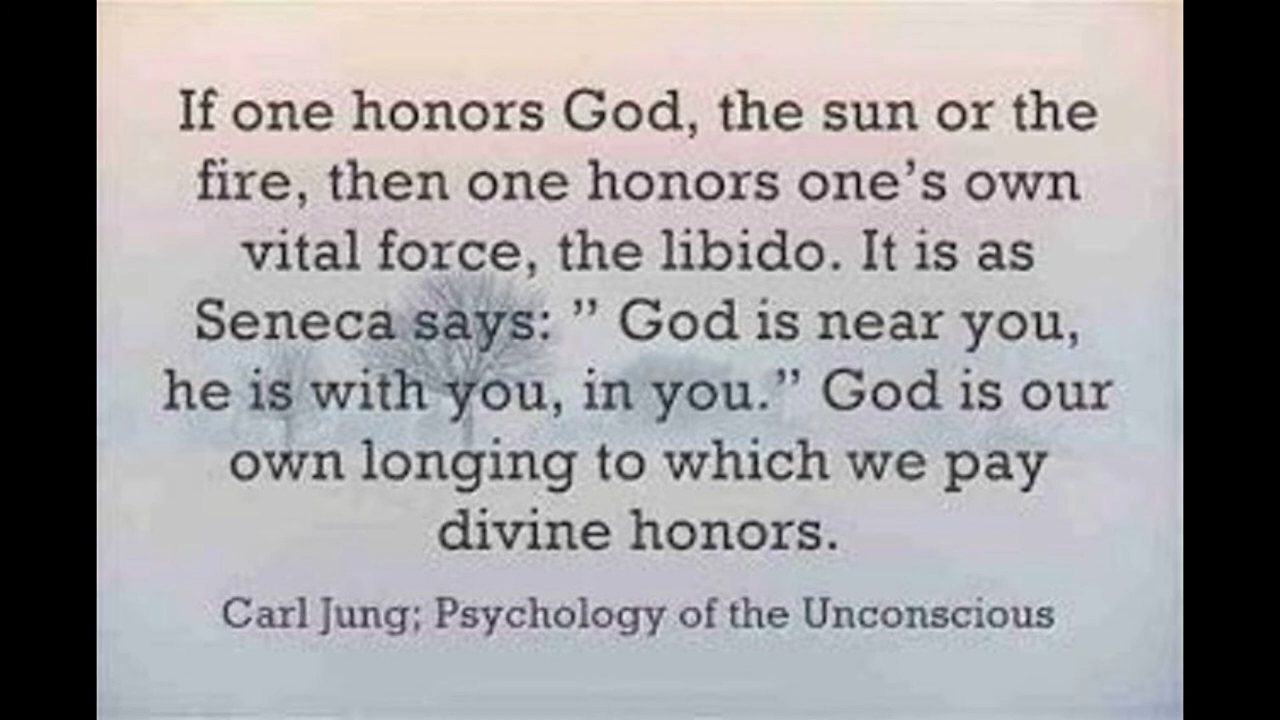 If one honors God, the sun or the
fire, then one honors one’s own
vital force, the libido. It is as
Seneca says: ” God is near you,
he is with you, in you.” God is our
own longing to which we pay
divine honors.
Carl Jung; Psychology of the Unconscious